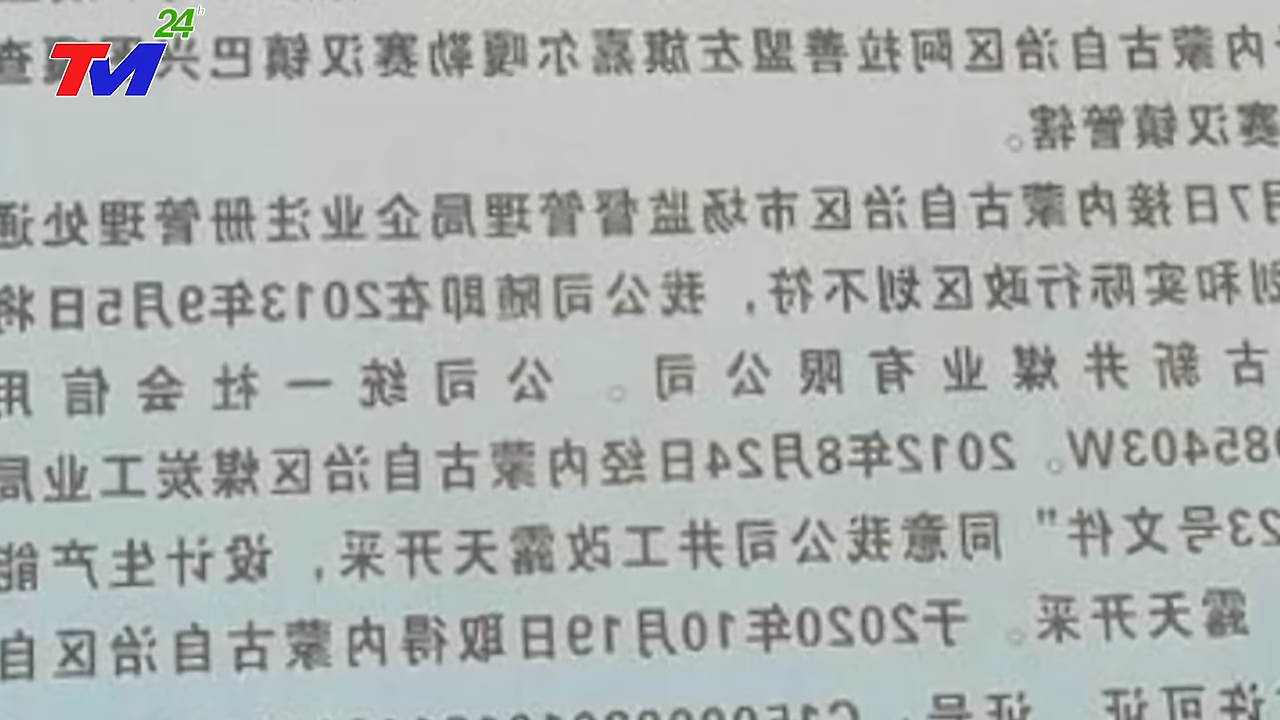 TM 24h
内蒙古自治区阿拉善盟左旗嘉尔嘎勒赛汉镇巴兴
赛汉镇管辖。
月7日接内蒙古自治区市场监督管理局企业注册管理处通
划和实际行政区划不符，我公司随即在2013年9月5日将
古新井煤业有限公司。公司统一社会信用
85403W。2012年8月24日经内蒙古自治区煤炭工业局
23号文件"同意我公司井工改露天开采，设计生产能
露天开采。于2020年10月19日取得内蒙古自治区自
许可证，证号：